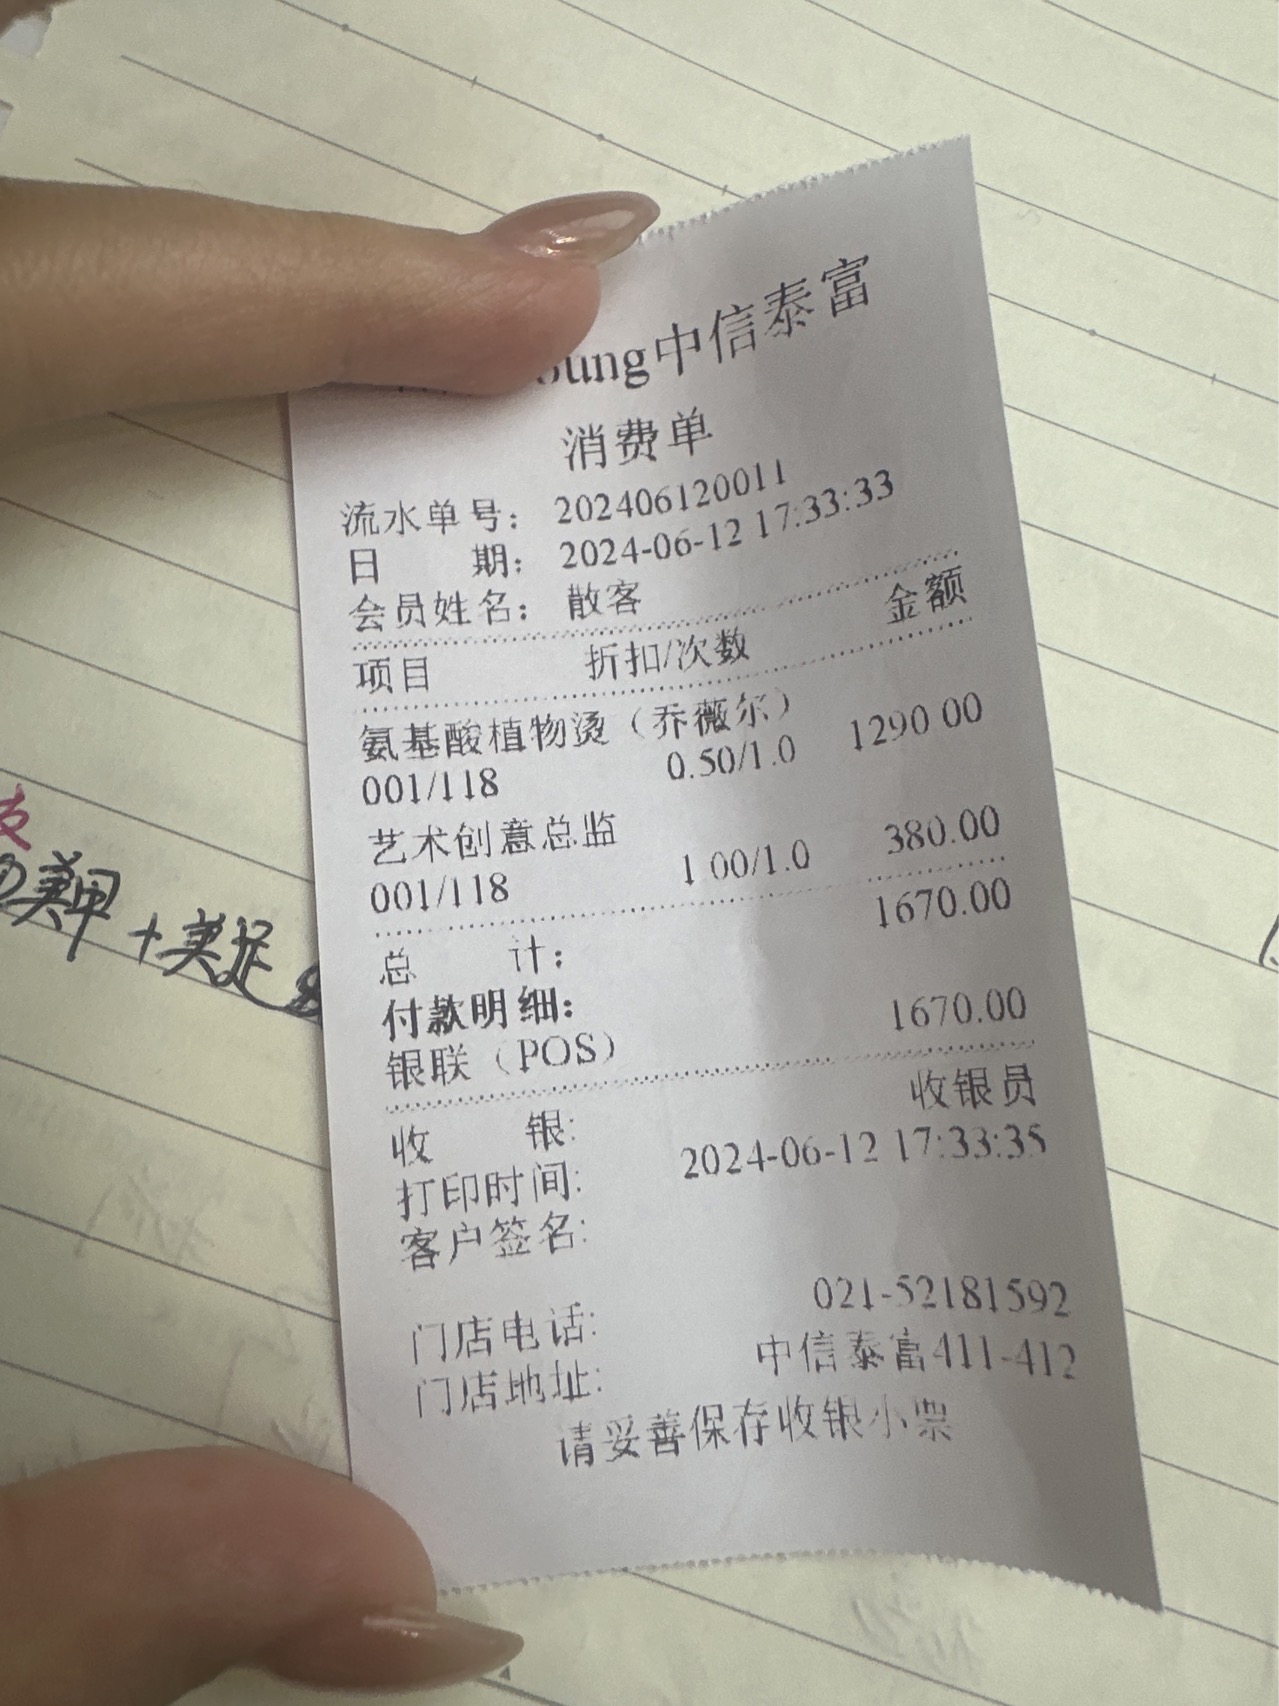 中信泰富
消费单
流水单号： 202406120011
日 期： 2024-06-12 17:33:33
会员姓名： 散客
项目 折扣/次数 金额
氨基酸植物烫（乔薇尔）
001/118 0.50/1.0 1290 00
艺术创意总监
001/118 1 00/1.0 380.00
总 计： 1670.00
付款明细：
银联（POS） 1670.00
收 银： 收银员
打印时间: 2024-06-12 17:33:35
客户签名:
门店电话: 021-52181592
门店地址: 中信泰富411-412
请妥善保存收银小票
美甲+美足